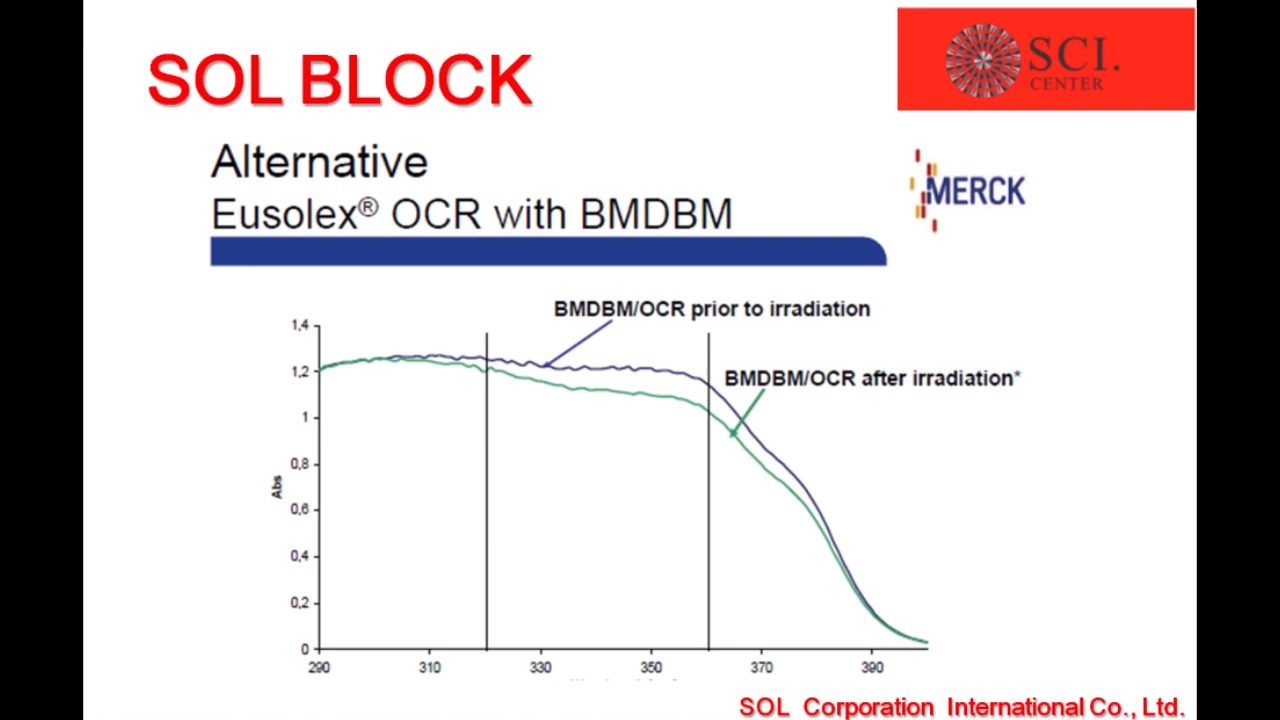 SOL BLOCK
SCI.
CENTER
Alternative
Eusolex® OCR with BMDBM
MERCK
BMDBM/OCR prior to irradiation
BMDBM/OCR after irradiation*
1,4
1,2
1
0,8
0,6
0,4
0,2
0
Abs
290 310 330 350 370 390
SOL Corporation International Co., Ltd.